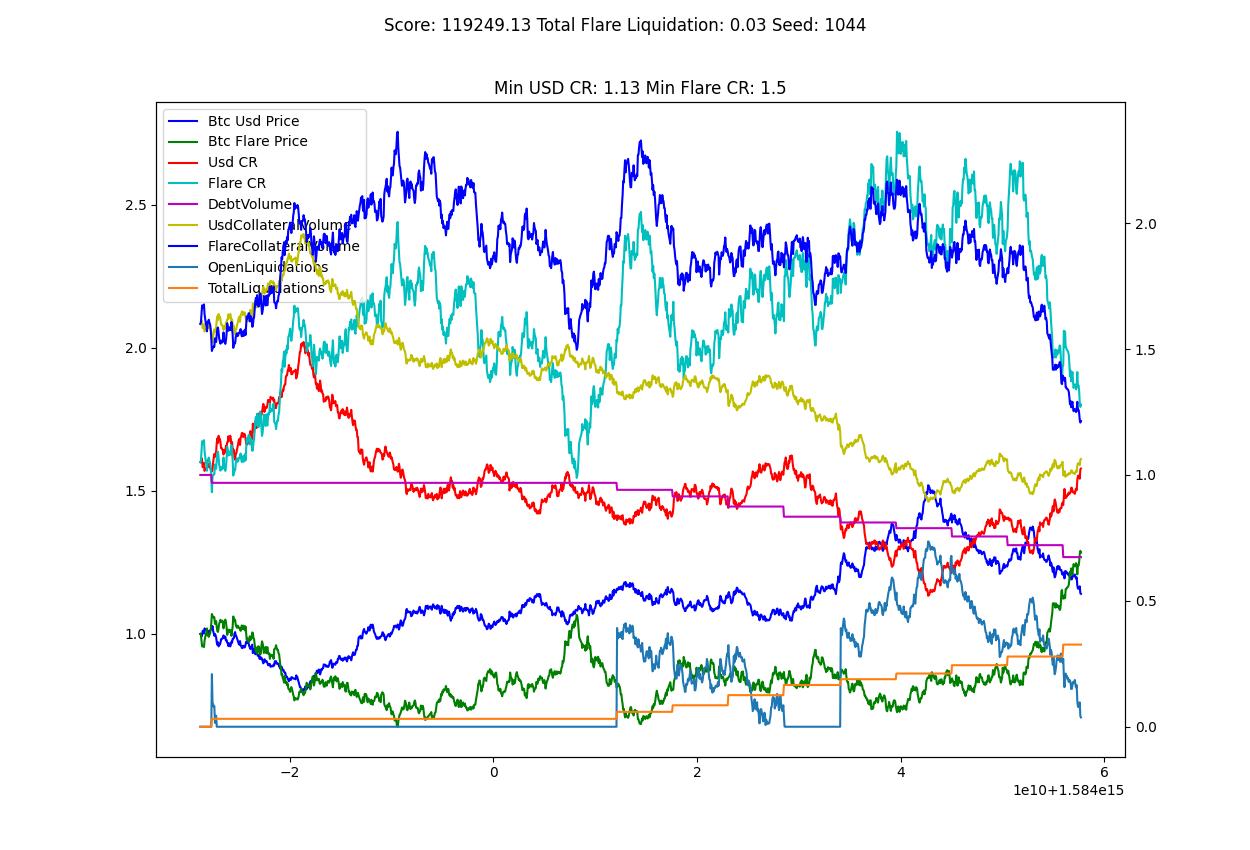 Score: 119249.13 Total Flare Liquidation: 0.03 Seed: 1044
Min USD CR: 1.13 Min Flare CR: 1.5
Btc Usd Price
Btc Flare Price
Usd CR
Flare CR
DebtVolume
UsdCollateralVolume
FlareCollateralVolume
OpenLiquidations
TotalLiquidations
2.5
2.0
1.5
1.0
2.0
1.5
1.0
0.5
0.0
−2
0
2
4
6
1e10+1.584e15